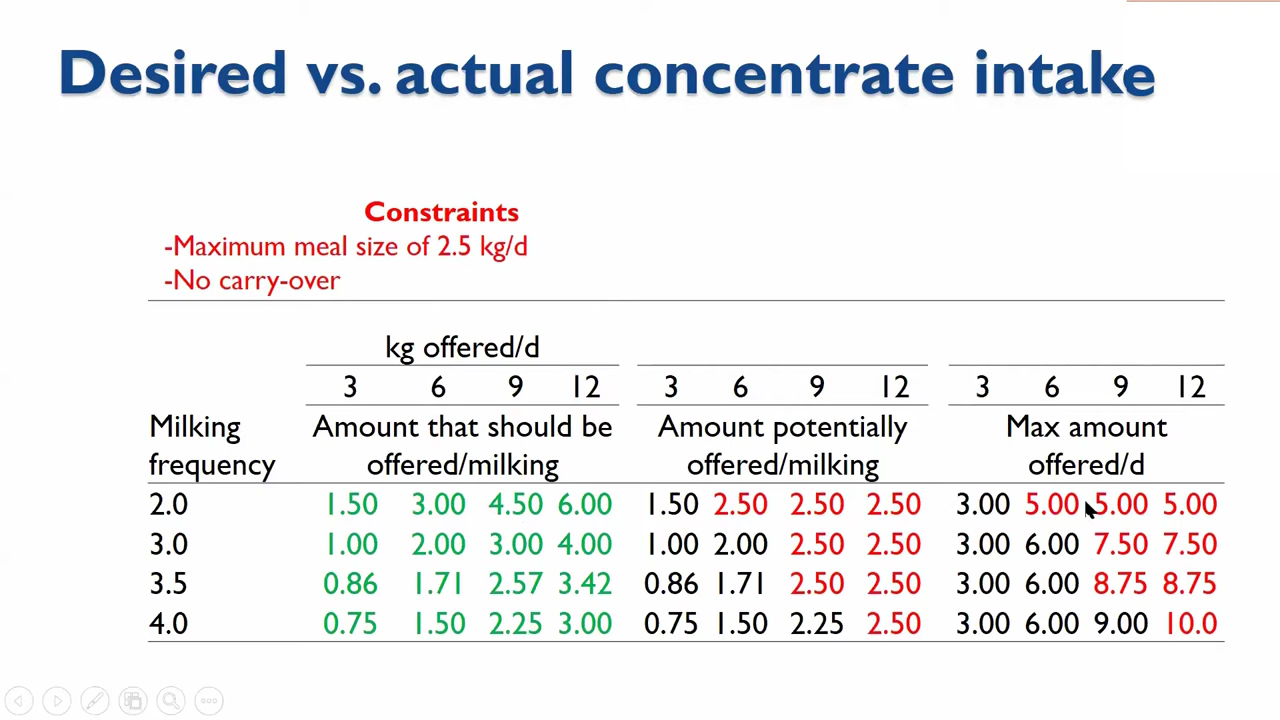 Desired vs. actual concentrate intake
Constraints
-Maximum meal size of 2.5 kg/d
-No carry-over
kg offered/d
3 6 9 12 3 6 9 12 3 6 9 12
Milking Amount that should be Amount potentially Max amount
frequency offered/milking offered/milking offered/d
2.0 1.50 3.00 4.50 6.00 1.50 2.50 2.50 2.50 3.00 5.00 5.00 5.00
3.0 1.00 2.00 3.00 4.00 1.00 2.00 2.50 2.50 3.00 6.00 7.50 7.50
3.5 0.86 1.71 2.57 3.42 0.86 1.71 2.50 2.50 3.00 6.00 8.75 8.75
4.0 0.75 1.50 2.25 3.00 0.75 1.50 2.25 2.50 3.00 6.00 9.00 10.0